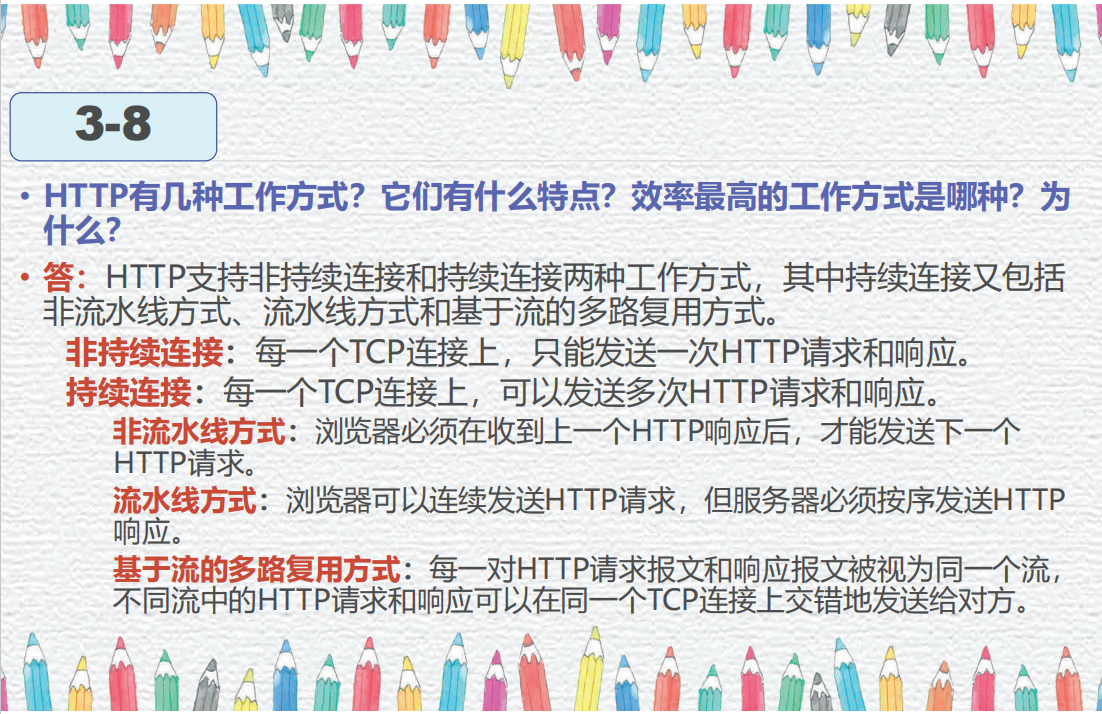 3-8
• HTTP有几种工作方式？它们有什么特点？效率最高的工作方式是哪种？为
什么？
• 答：HTTP支持非持续连接和持续连接两种工作方式，其中持续连接又包括
非流水线方式、流水线方式和基于流的多路复用方式。
非持续连接：每一个TCP连接上，只能发送一次HTTP请求和响应。
持续连接：每一个TCP连接上，可以发送多次HTTP请求和响应。
非流水线方式：浏览器必须在收到上一个HTTP响应后，才能发送下一个
HTTP请求。
流水线方式：浏览器可以连续发送HTTP请求，但服务器必须按序发送HTTP
响应。
基于流的多路复用方式：每一对HTTP请求报文和响应报文被视为同一个流，
不同流中的HTTP请求和响应可以在同一个TCP连接上交错地发送给对方。